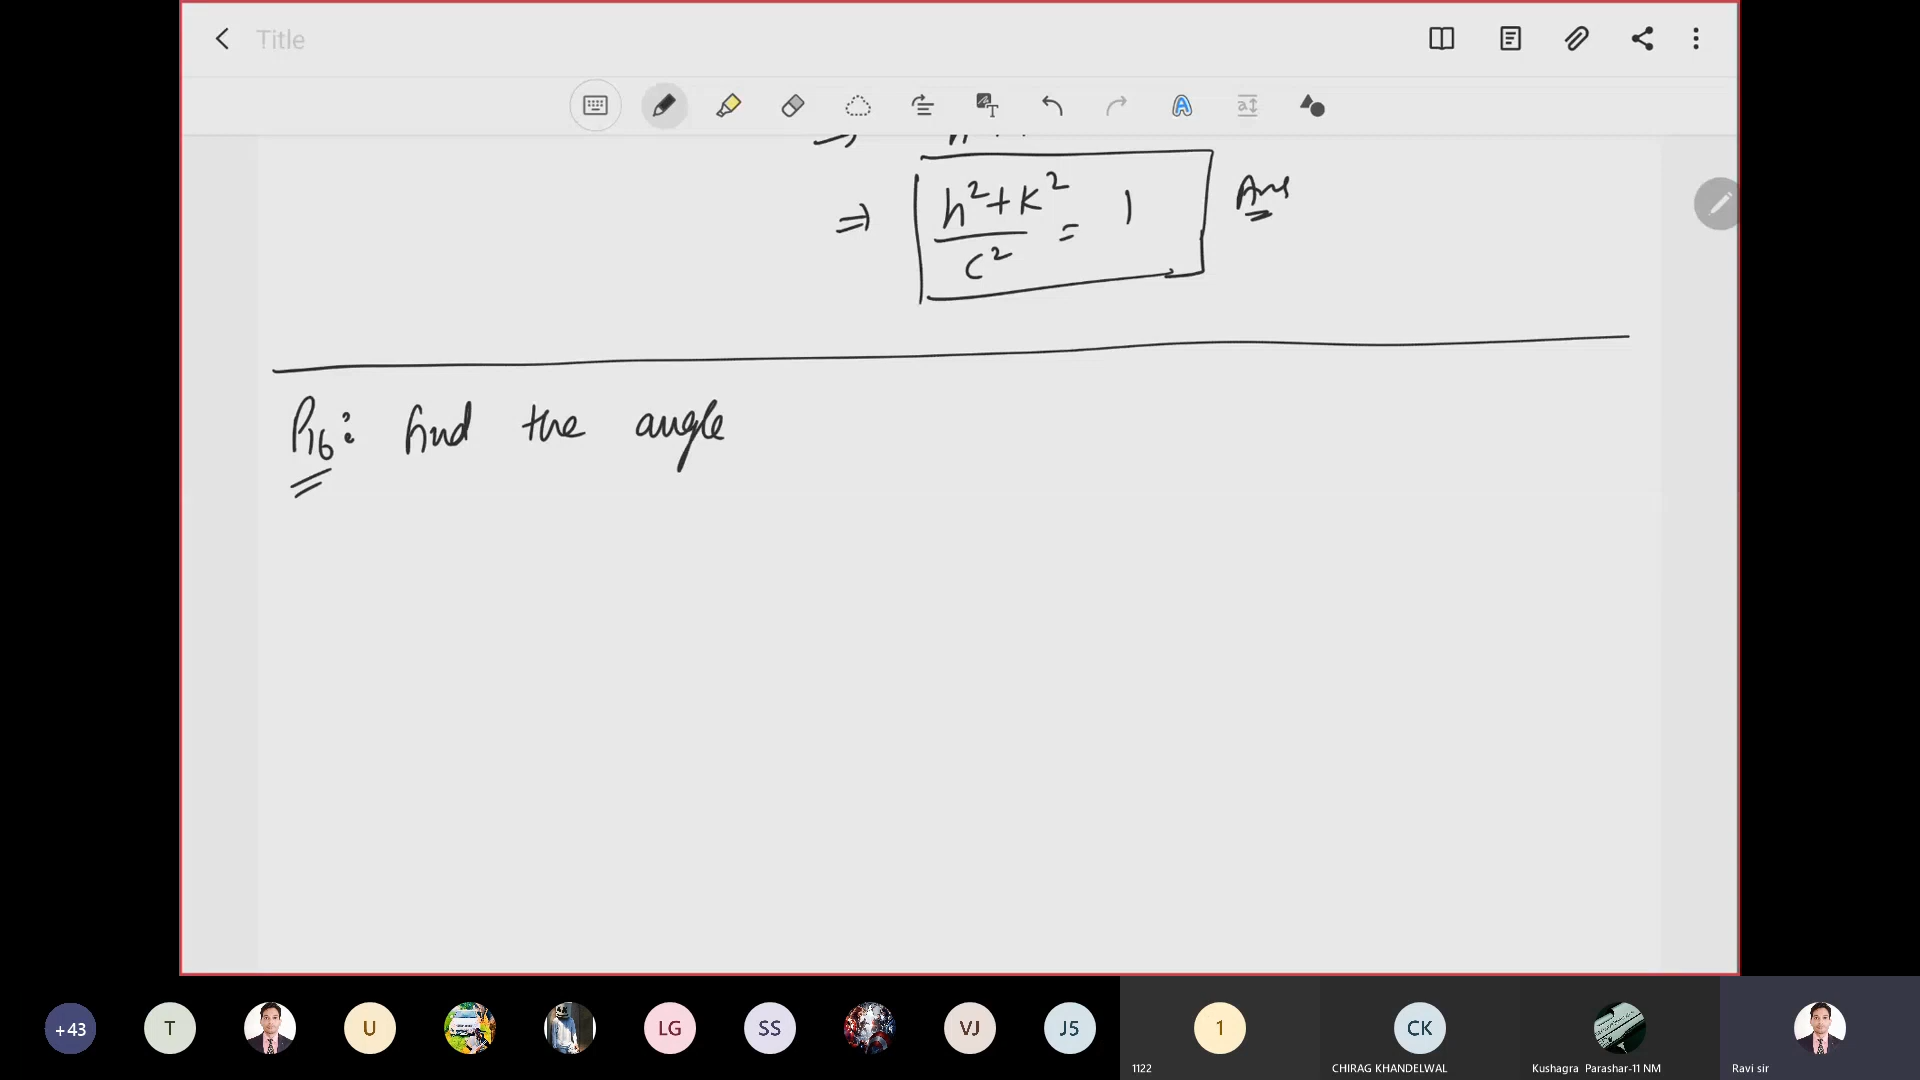 Title
⇒ h²+k² / c² = 1 Ans
P16: find the angle
+43 T U LG SS VJ J5 1 CK
1122 CHIRAG KHANDELWAL Kushagra Parashar-11 NM Ravi sir